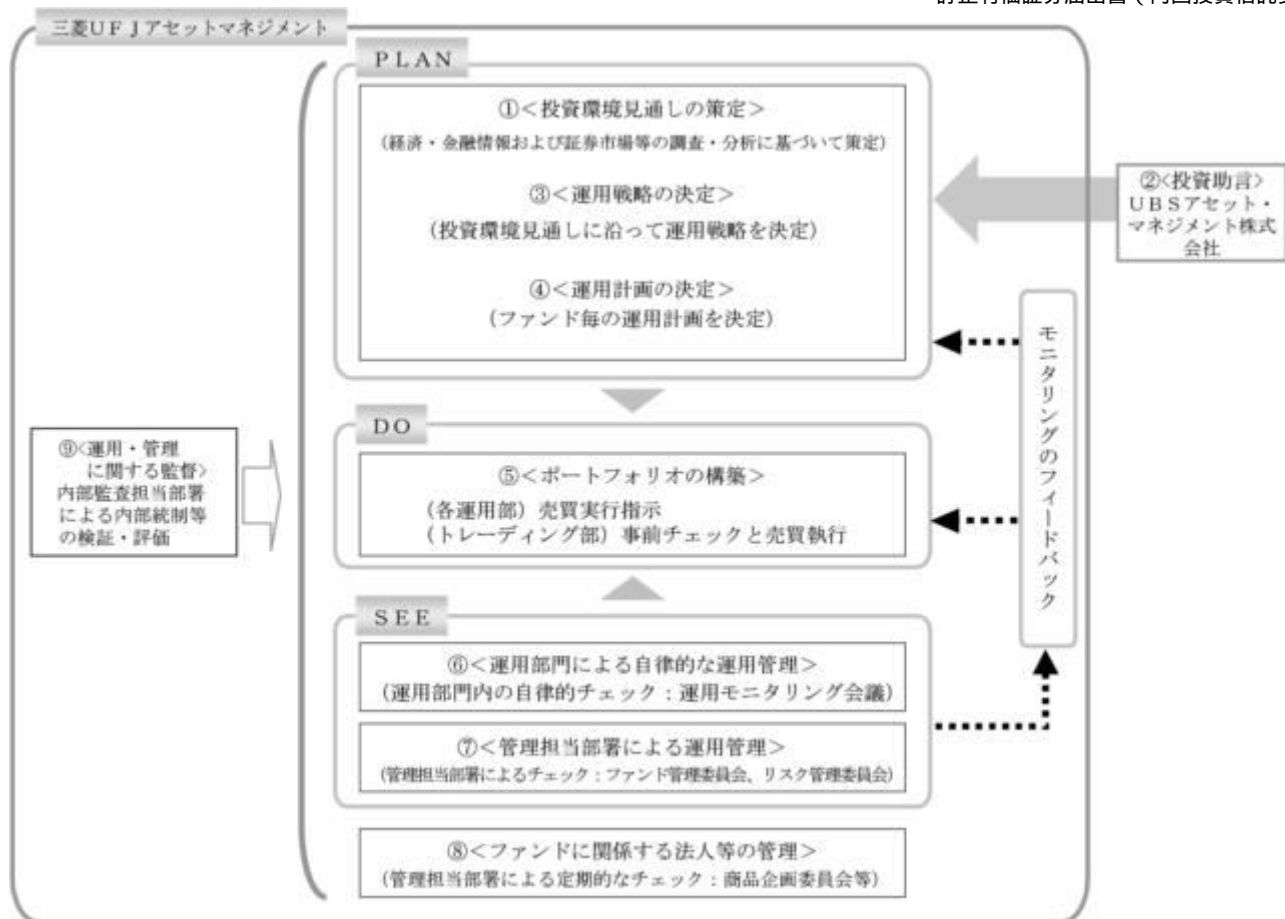 三菱ＵＦＪアセットマネジメント
ＰＬＡＮ
①＜投資環境見通しの策定＞
(経済・金融情報および証券市場等の調査・分析に基づいて策定)
③＜運用戦略の決定＞
(投資環境見通しに沿って運用戦略を決定)
④＜運用計画の決定＞
(ファンド毎の運用計画を決定)
②<投資助言>
ＵＢＳアセット・
マネジメント株式
会社
モニタリングのフィードバック
ＤＯ
⑤＜ポートフォリオの構築＞
(各運用部) 売買実行指示
(トレーディング部) 事前チェックと売買執行
⑨<運用・管理
に関する監督>
内部監査担当部署
による内部統制等
の検証・評価
ＳＥＥ
⑥＜運用部門による自律的な運用管理＞
(運用部門内の自律的チェック：運用モニタリング会議)
⑦＜管理担当部署による運用管理＞
(管理担当部署によるチェック：ファンド管理委員会、リスク管理委員会)
⑧＜ファンドに関係する法人等の管理＞
(管理担当部署による定期的なチェック：商品企画委員会等)